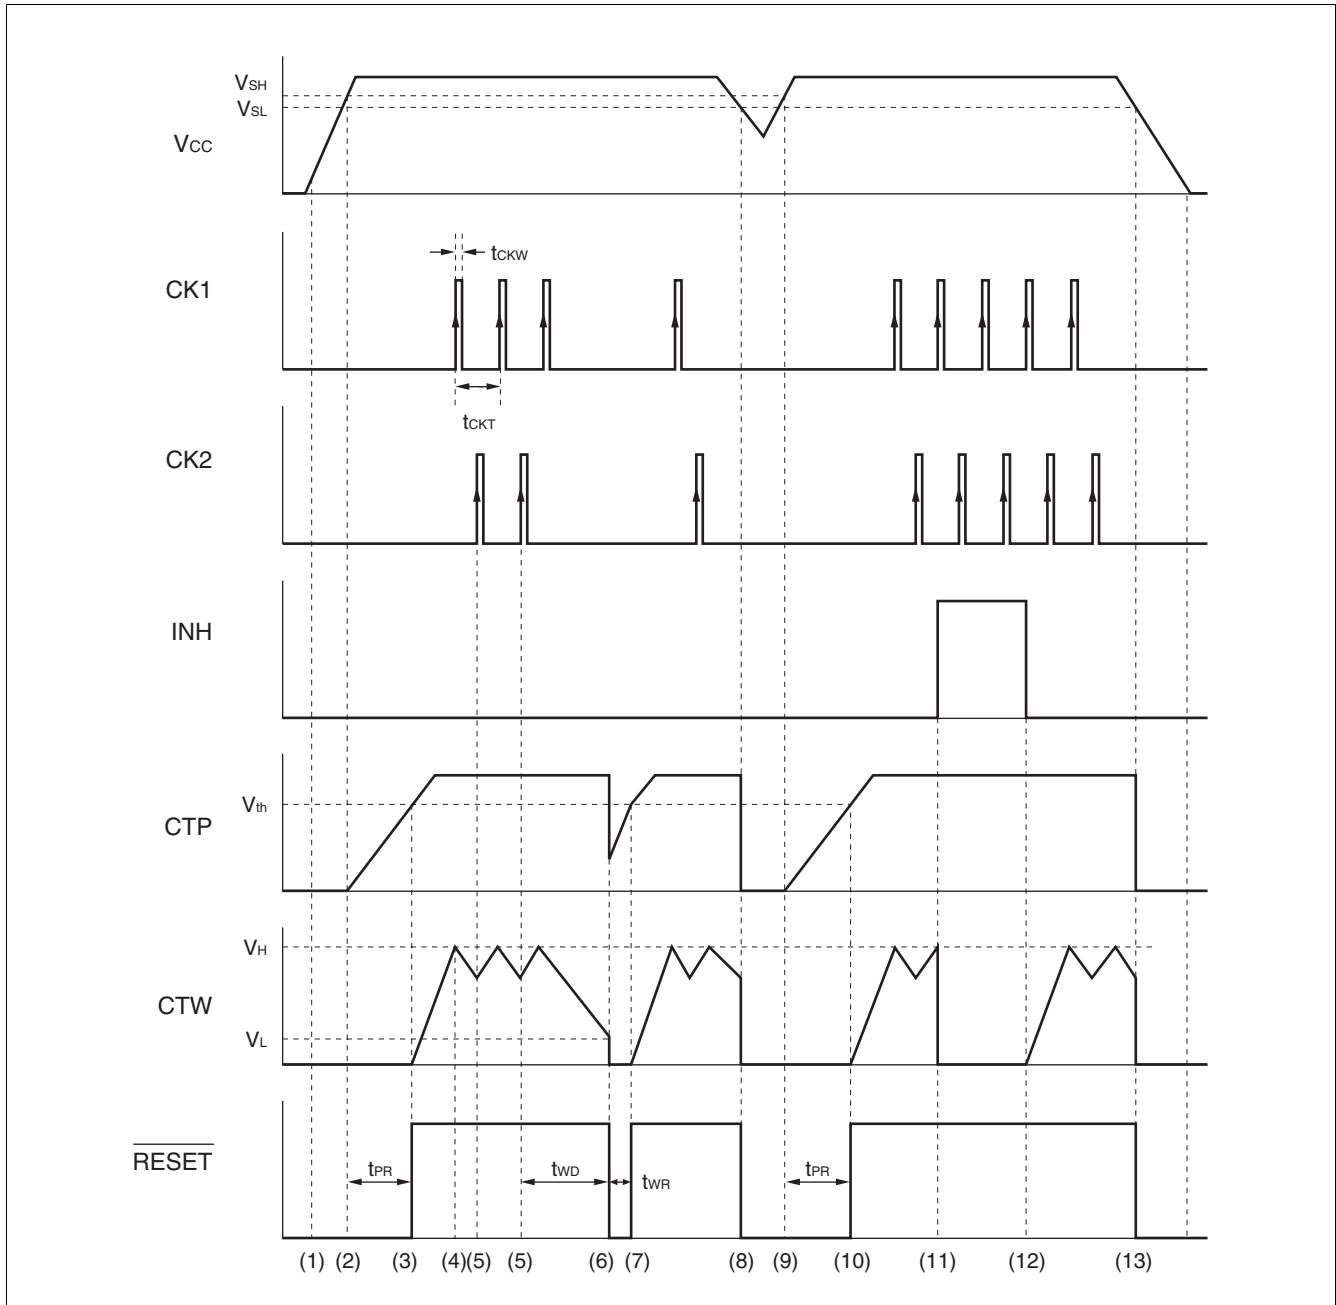 VSH
VSL
VCC
tCKW
CK1
tCKT
CK2
INH
Vth
CTP
VH
CTW
VL
RESET
tPR
tWD
tWR
tPR
(1) (2) (3) (4)(5) (5) (6) (7) (8) (9) (10) (11) (12) (13)